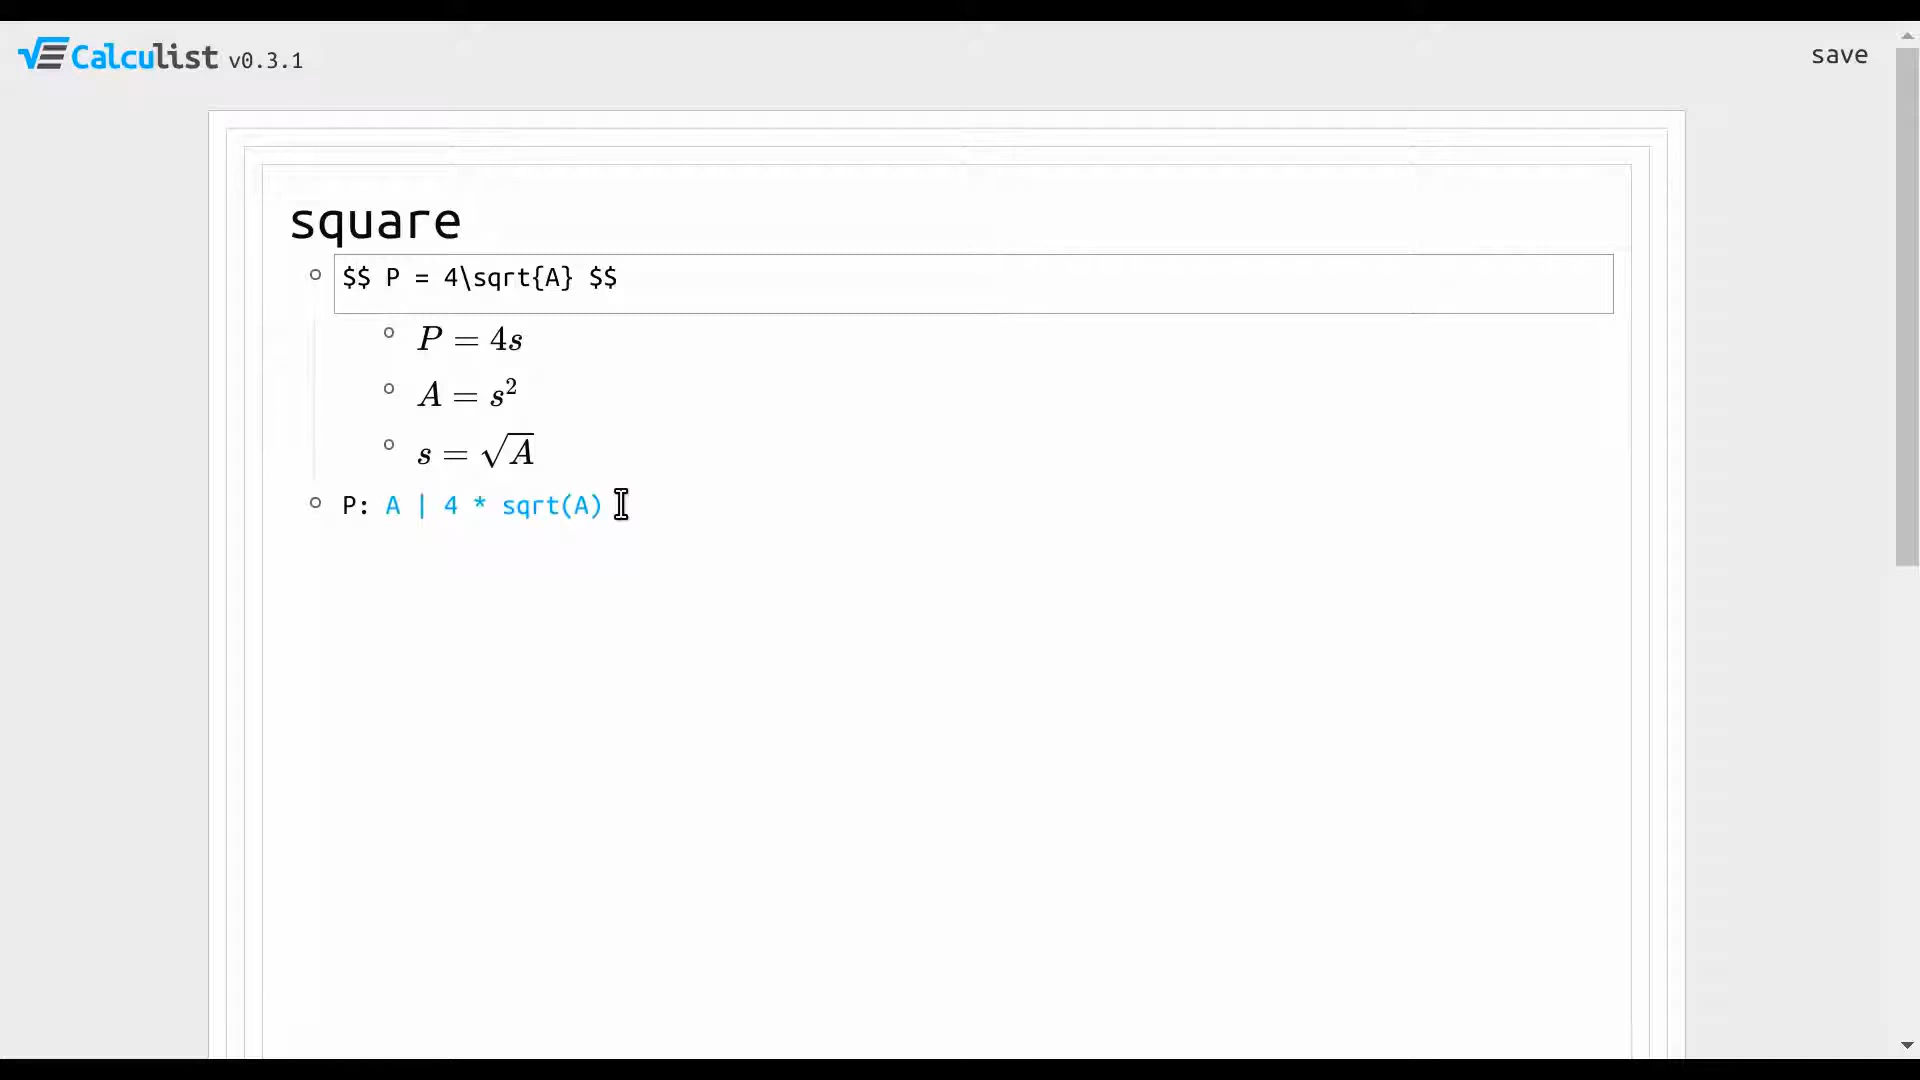 Calculist v0.3.1
save
square
$$ P = 4\sqrt{A} $$
P = 4s
A = s²
s = √A
P: A | 4 * sqrt(A)